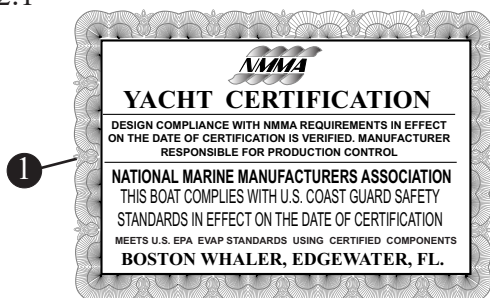 2.1
NMMA
YACHT CERTIFICATION
DESIGN COMPLIANCE WITH NMMA REQUIREMENTS IN EFFECT
ON THE DATE OF CERTIFICATION IS VERIFIED. MANUFACTURER
RESPONSIBLE FOR PRODUCTION CONTROL
1
NATIONAL MARINE MANUFACTURERS ASSOCIATION
THIS BOAT COMPLIES WITH U.S. COAST GUARD SAFETY
STANDARDS IN EFFECT ON THE DATE OF CERTIFICATION
MEETS U.S. EPA EVAP STANDARDS USING CERTIFIED COMPONENTS
BOSTON WHALER, EDGEWATER, FL.